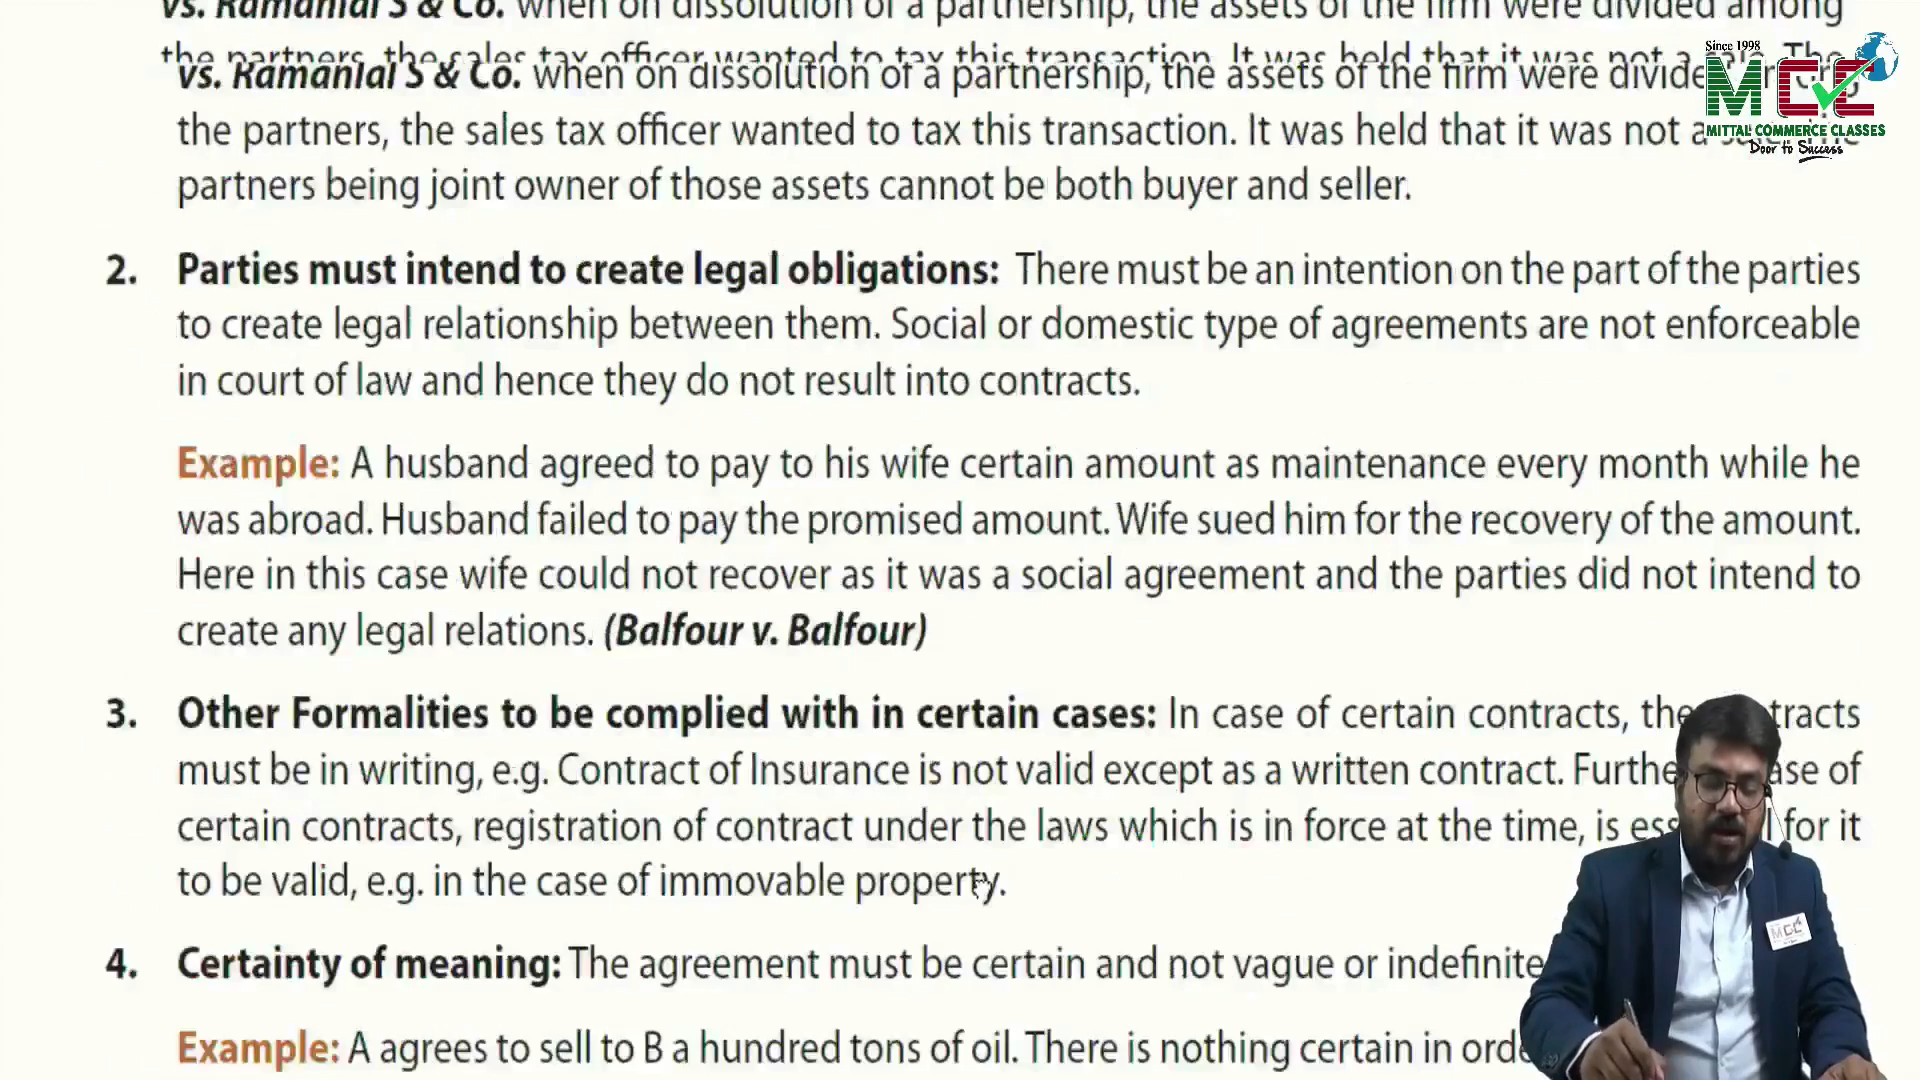 vs. Ramanlal S & Co. when on dissolution of a partnership, the assets of the firm were divided among
the partners, the sales tax officer wanted to tax this transaction. It was held that it was not a sale. The
vs. Ramanlal S & Co. when on dissolution of a partnership, the assets of the firm were
the partners, the sales tax officer wanted to tax this transaction. It was held that it was not a
partners being joint owner of those assets cannot be both buyer and seller.
Since 1998
MCC
MITTAL COMMERCE CLASSES
Door to Success
2. Parties must intend to create legal obligations: There must be an intention on the part of the parties
to create legal relationship between them. Social or domestic type of agreements are not enforceable
in court of law and hence they do not result into contracts.
Example: A husband agreed to pay to his wife certain amount as maintenance every month while he
was abroad. Husband failed to pay the promised amount. Wife sued him for the recovery of the amount.
Here in this case wife could not recover as it was a social agreement and the parties did not intend to
create any legal relations. (Balfour v. Balfour)
3. Other Formalities to be complied with in certain cases: In case of certain contracts,
must be in writing, e.g. Contract of Insurance is not valid except as a written contract. of
certain contracts, registration of contract under the laws which is in force at the time, is for it
to be valid, e.g. in the case of immovable property.
4. Certainty of meaning: The agreement must be certain and not vague or indefinite
Example: A agrees to sell to B a hundred tons of oil. There is nothing certain in
MCC